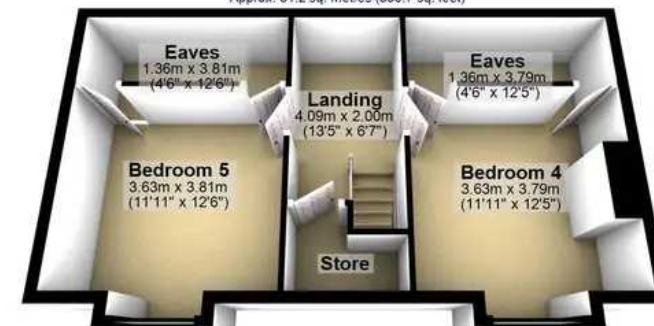 Eaves
1.36m x 3.81m
(4'6" x 12'6")
Eaves
1.36m x 3.79m
(4'6" x 12'5")
Landing
4.09m x 2.00m
(13'5" x 6'7")
Bedroom 5
3.63m x 3.81m
(11'11" x 12'6")
Bedroom 4
3.63m x 3.79m
(11'11" x 12'5")
Store